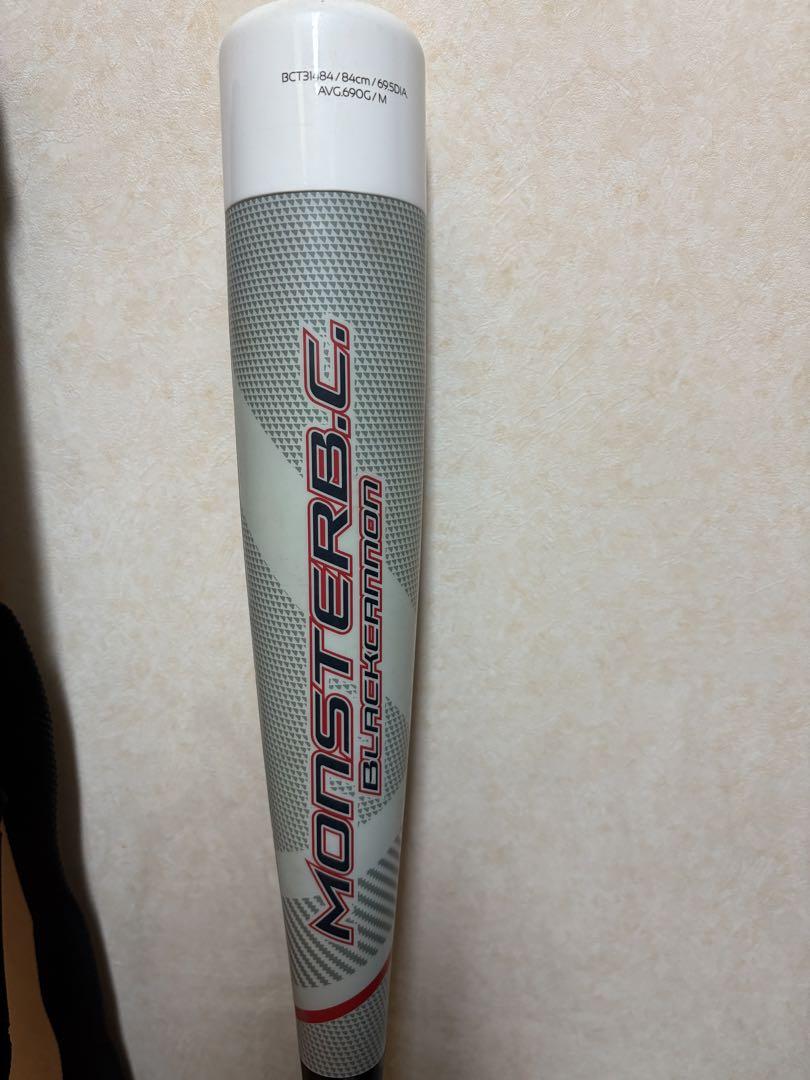 BCT31484 / 84cm / 69.5DIA.
AVG.690G / M
MONSTER B.C.
BLACKCANNON